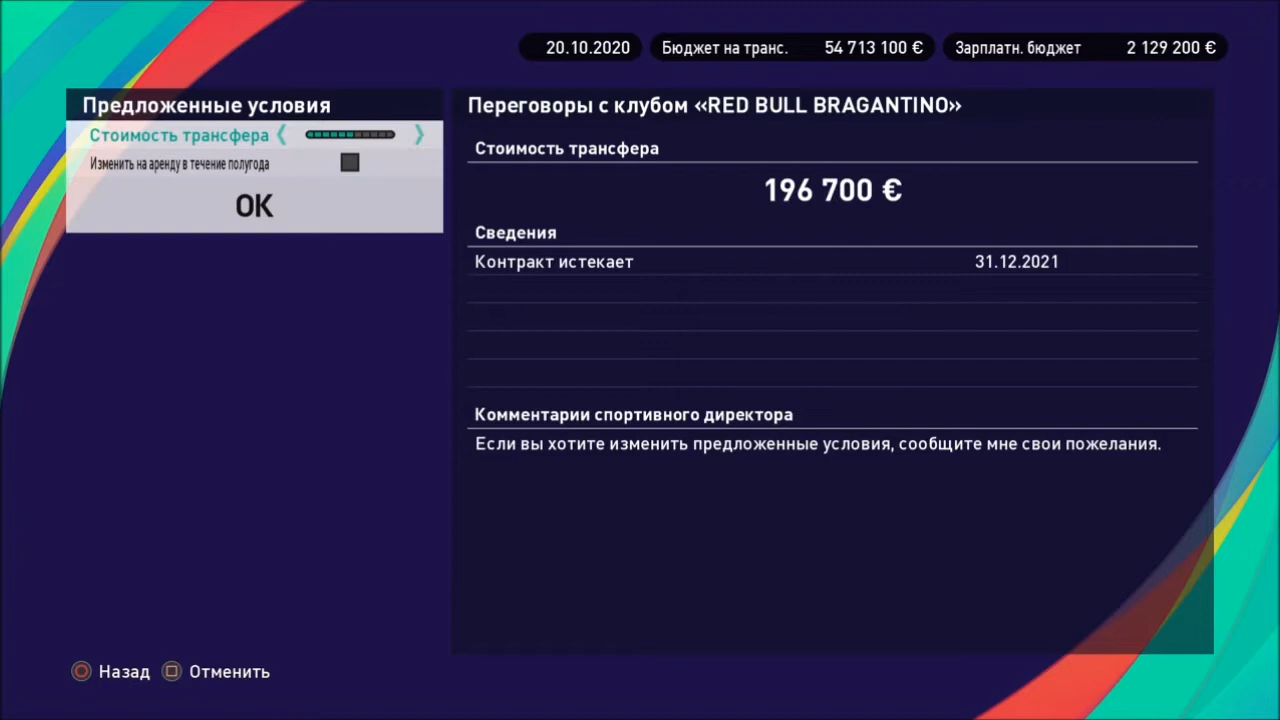 20.10.2020 Бюджет на транс. 54 713 100 € Зарплатн. бюджет 2 129 200 €
Предложенные условия
Стоимость трансфера
Изменить на аренду в течение полугода
OK
Переговоры с клубом «RED BULL BRAGANTINO»
Стоимость трансфера
196 700 €
Сведения
Контракт истекает 31.12.2021
Комментарии спортивного директора
Если вы хотите изменить предложенные условия, сообщите мне свои пожелания.
Назад Отменить